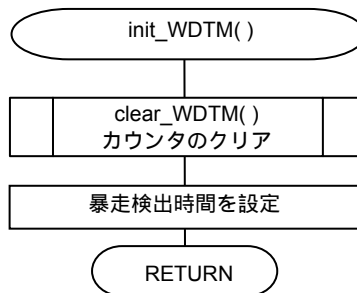 init_WDTM( )
clear_WDTM( )
カウンタのクリア
暴走検出時間を設定
RETURN